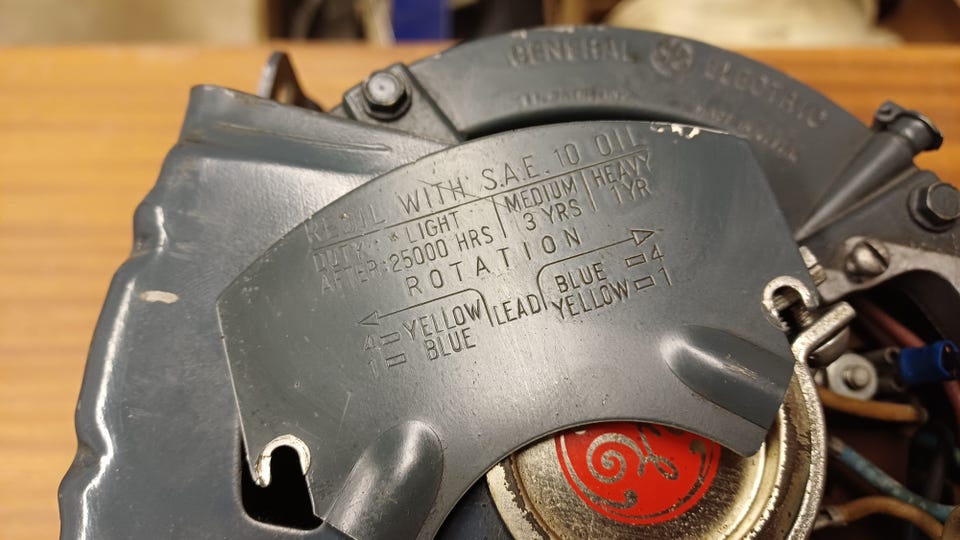 GENERAL GE ELECTRIC
REOIL WITH S.A.E. 10 OIL
DUTY: * LIGHT MEDIUM HEAVY
AFTER: 25000 HRS 3 YRS 1 YR
ROTATION
4 YELLOW LEAD BLUE 4
1 BLUE YELLOW 1